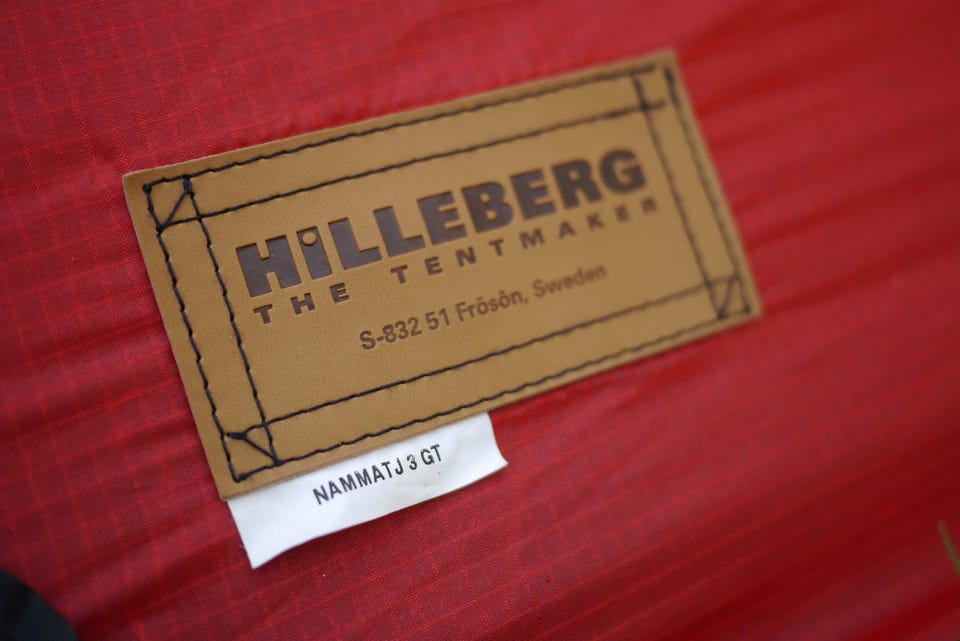 HiLLEBERG
THE TENTMAKER
S-832 51 Frösön, Sweden
NAMMATJ 3 GT